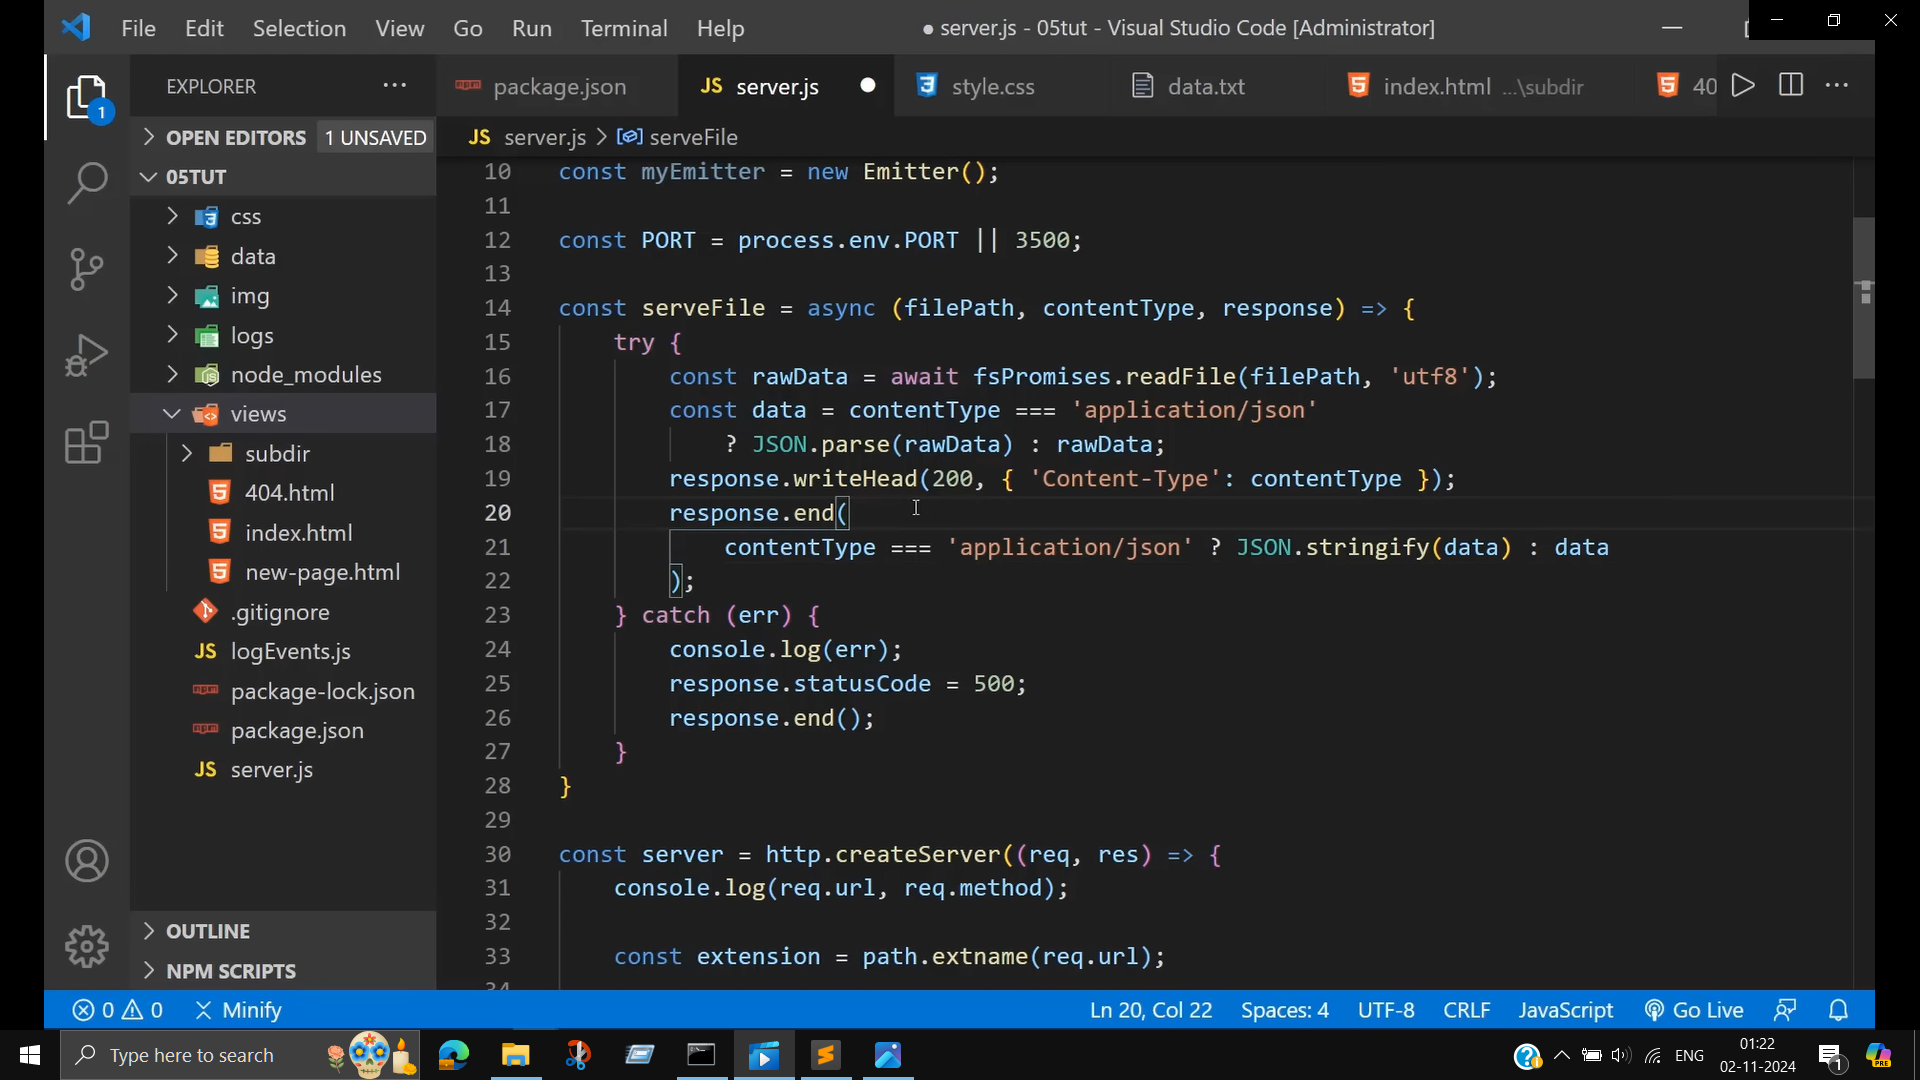 File Edit Selection View Go Run Terminal Help
● server.js - 05tut - Visual Studio Code [Administrator]
EXPLORER ···
package.json
JS server.js ●
style.css
data.txt
index.html ...\subdir
40
1
OPEN EDITORS 1 UNSAVED
05TUT
css
data
img
logs
node_modules
views
subdir
404.html
index.html
new-page.html
.gitignore
JS logEvents.js
package-lock.json
package.json
JS server.js
OUTLINE
NPM SCRIPTS
JS server.js > serveFile
10 const myEmitter = new Emitter();
11
12 const PORT = process.env.PORT || 3500;
13
14 const serveFile = async (filePath, contentType, response) => {
15 try {
16 const rawData = await fsPromises.readFile(filePath, 'utf8');
17 const data = contentType === 'application/json'
18 ? JSON.parse(rawData) : rawData;
19 response.writeHead(200, { 'Content-Type': contentType });
20 response.end(
21 contentType === 'application/json' ? JSON.stringify(data) : data
22 );
23 } catch (err) {
24 console.log(err);
25 response.statusCode = 500;
26 response.end();
27 }
28 }
29
30 const server = http.createServer((req, res) => {
31 console.log(req.url, req.method);
32
33 const extension = path.extname(req.url);
34
0 0 Minify
Ln 20, Col 22 Spaces: 4 UTF-8 CRLF JavaScript Go Live
Type here to search
ENG
01:22
02-11-2024
1
PRE